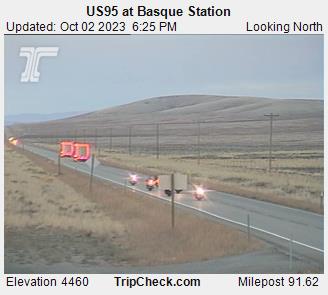 US95 at Basque Station
Updated: Oct 02 2023 6:25 PM Looking North
Elevation 4460 TripCheck.com Milepost 91.62